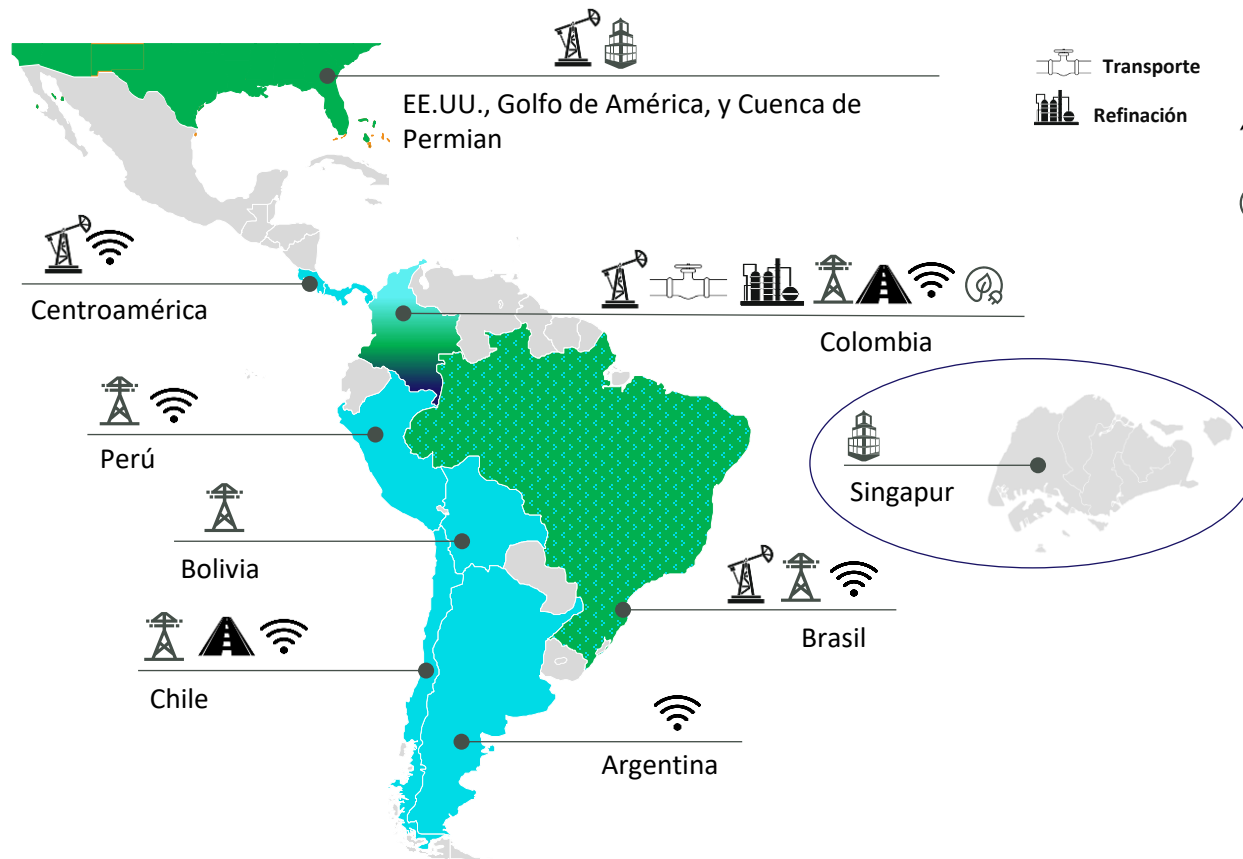 EE.UU., Golfo de América, y Cuenca de
Permian
Transporte
Refinación
Centroamérica
Colombia
Perú
Singapur
Bolivia
Brasil
Chile
Argentina